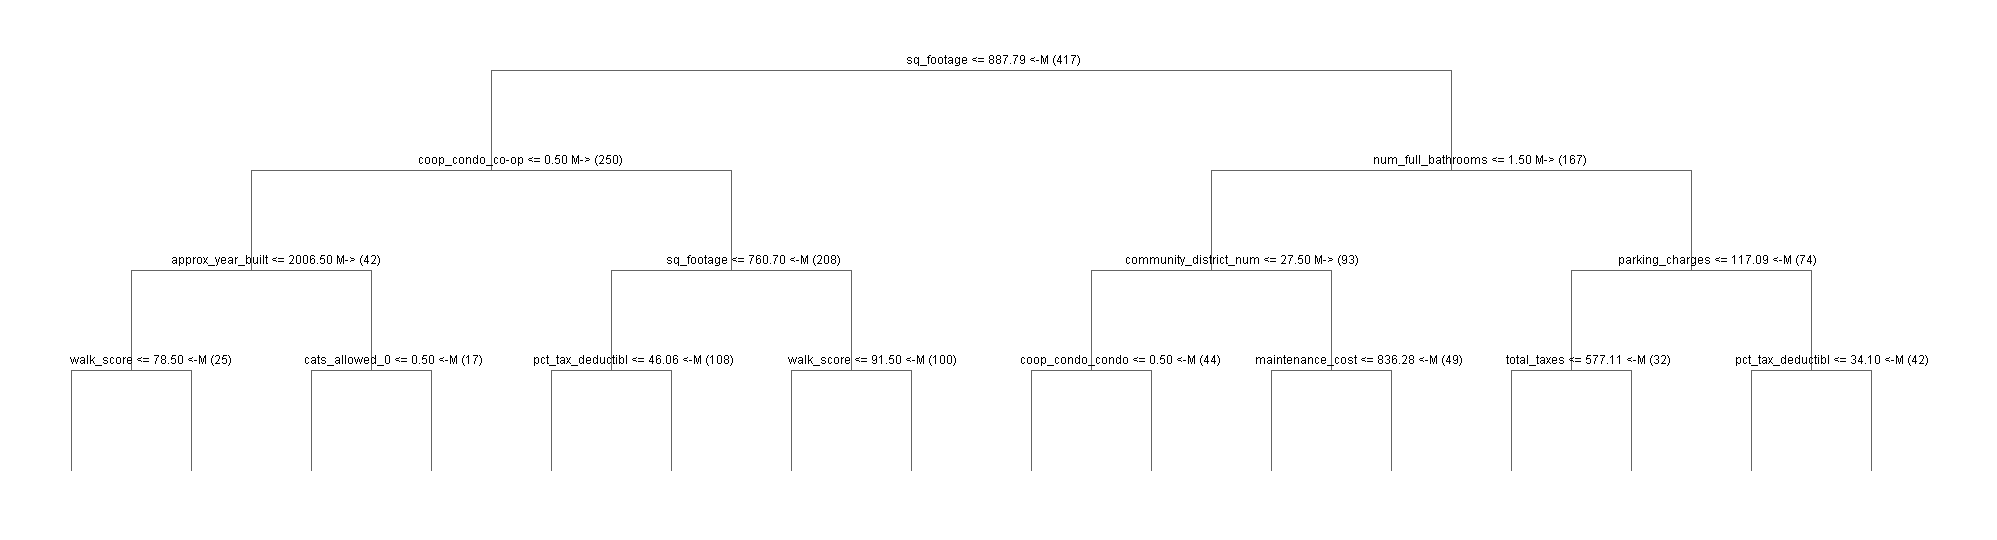 sq_footage <= 887.79 <-M (417)
coop_condo_co-op <= 0.50 M-> (250)
num_full_bathrooms <= 1.50 M-> (167)
approx_year_built <= 2006.50 M-> (42)
sq_footage <= 760.70 <-M (208)
community_district_num <= 27.50 M-> (93)
parking_charges <= 117.09 <-M (74)
walk_score <= 78.50 <-M (25)
cats_allowed_0 <= 0.50 <-M (17)
pct_tax_deductibl <= 46.06 <-M (108)
walk_score <= 91.50 <-M (100)
coop_condo_condo <= 0.50 <-M (44)
maintenance_cost <= 836.28 <-M (49)
total_taxes <= 577.11 <-M (32)
pct_tax_deductibl <= 34.10 <-M (42)